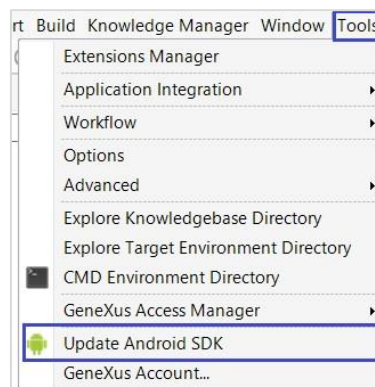 rt Build Knowledge Manager Window Tools
Extensions Manager
Application Integration
Workflow
Options
Advanced
Explore Knowledgebase Directory
Explore Target Environment Directory
CMD Environment Directory
GeneXus Access Manager
Update Android SDK
GeneXus Account...